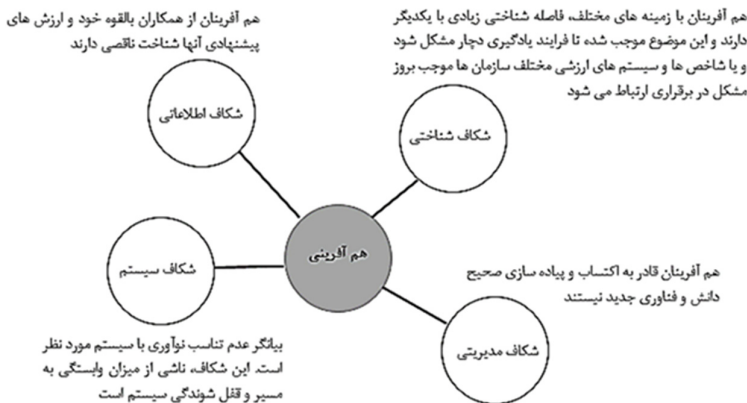 هم آفرینان با زمینه های مختلف، فاصله شناختی زیادی با یکدیگر
دارند و این موضوع موجب شده تا فرایند یادگیری دچار مشکل شود
و یا شاخص ها و سیستم های ارزشی مختلف سازمان ها موجب بروز
مشکل در برقراری ارتباط می شود
هم آفرینان از همکاران بالقوه خود و ارزش های
پیشنهادی آنها شناخت ناقصی دارند
شکاف شناختی
شکاف اطلاعاتی
هم آفرینی
شکاف سیستم
هم آفرینان قادر به اکتساب و پیاده سازی صحیح
دانش و فناوری جدید نیستند
شکاف مدیریتی
بیانگر عدم تناسب نوآوری با سیستم مورد نظر
است. این شکاف، ناشی از میزان وابستگی به
مسیر و قفل شوندگی سیستم است